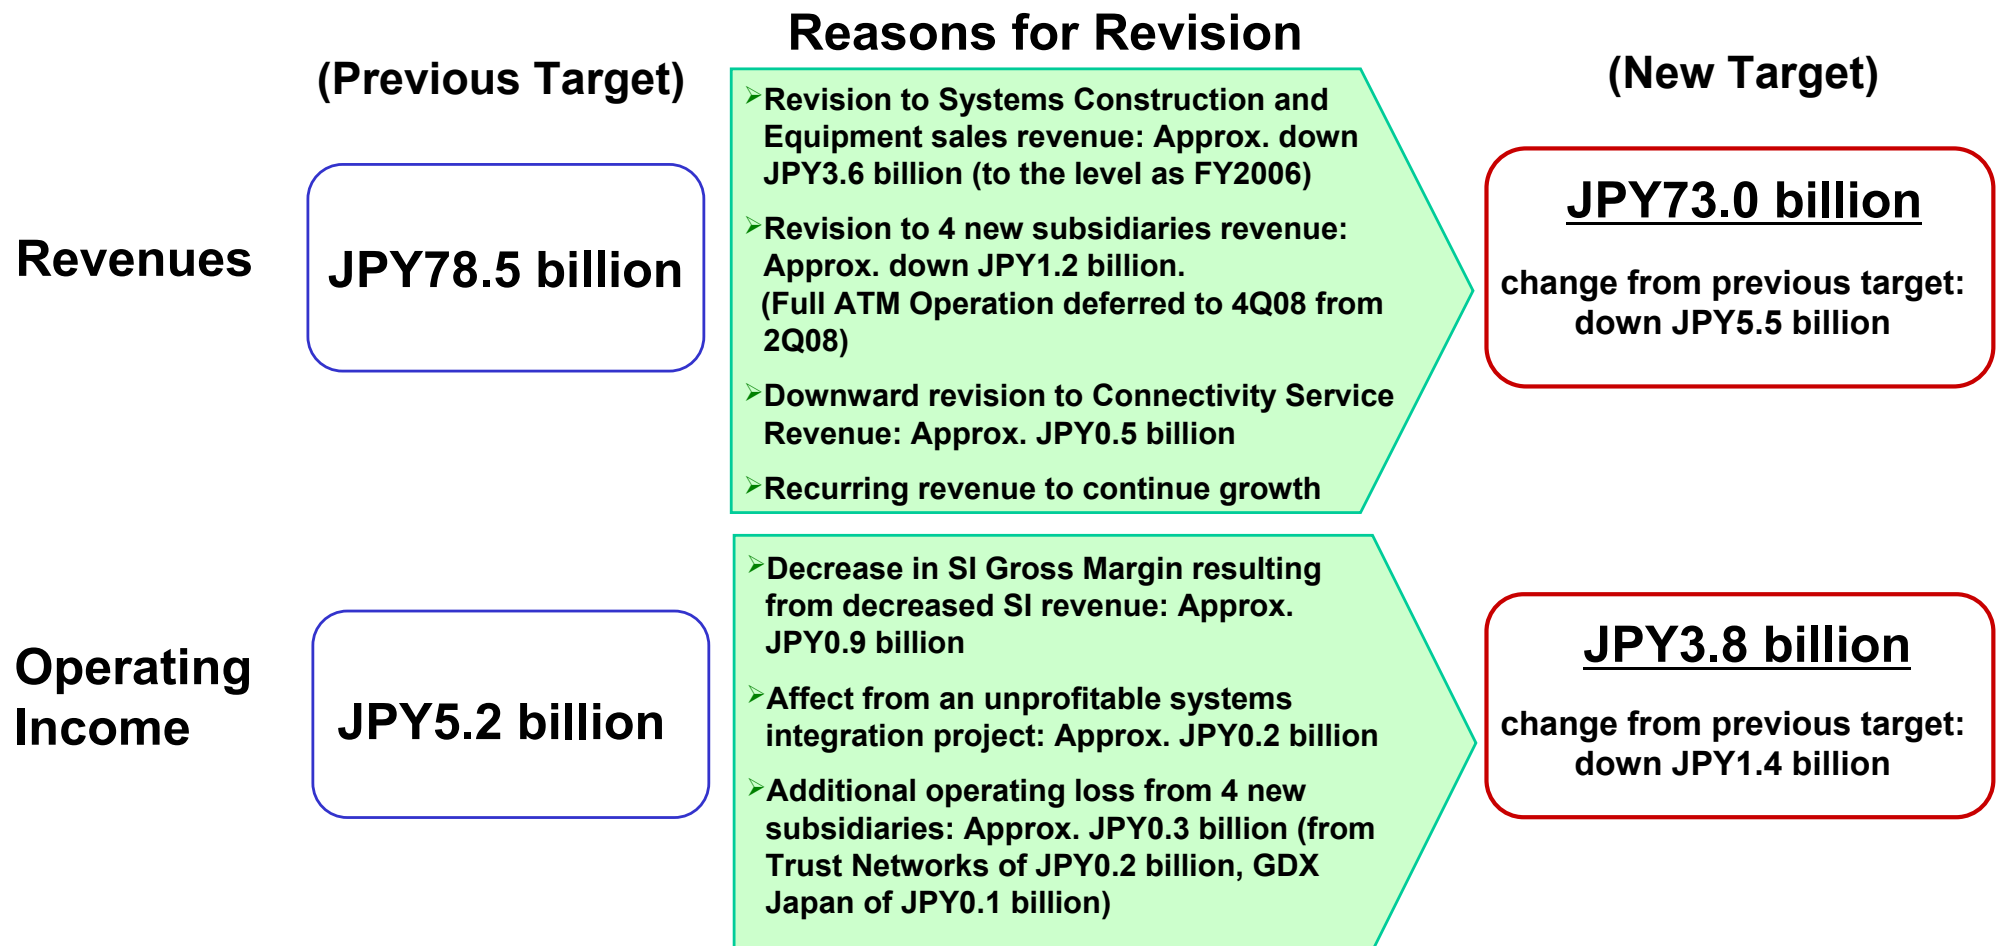 Reasons for Revision
(Previous Target)
(New Target)
Revenues
JPY78.5 billion
➢Revision to Systems Construction and
Equipment sales revenue: Approx. down
JPY3.6 billion (to the level as FY2006)
➢Revision to 4 new subsidiaries revenue:
Approx. down JPY1.2 billion.
(Full ATM Operation deferred to 4Q08 from
2Q08)
➢Downward revision to Connectivity Service
Revenue: Approx. JPY0.5 billion
➢Recurring revenue to continue growth
JPY73.0 billion
change from previous target:
down JPY5.5 billion
Operating
Income
JPY5.2 billion
➢Decrease in SI Gross Margin resulting
from decreased SI revenue: Approx.
JPY0.9 billion
➢Affect from an unprofitable systems
integration project: Approx. JPY0.2 billion
➢Additional operating loss from 4 new
subsidiaries: Approx. JPY0.3 billion (from
Trust Networks of JPY0.2 billion, GDX
Japan of JPY0.1 billion)
JPY3.8 billion
change from previous target:
down JPY1.4 billion